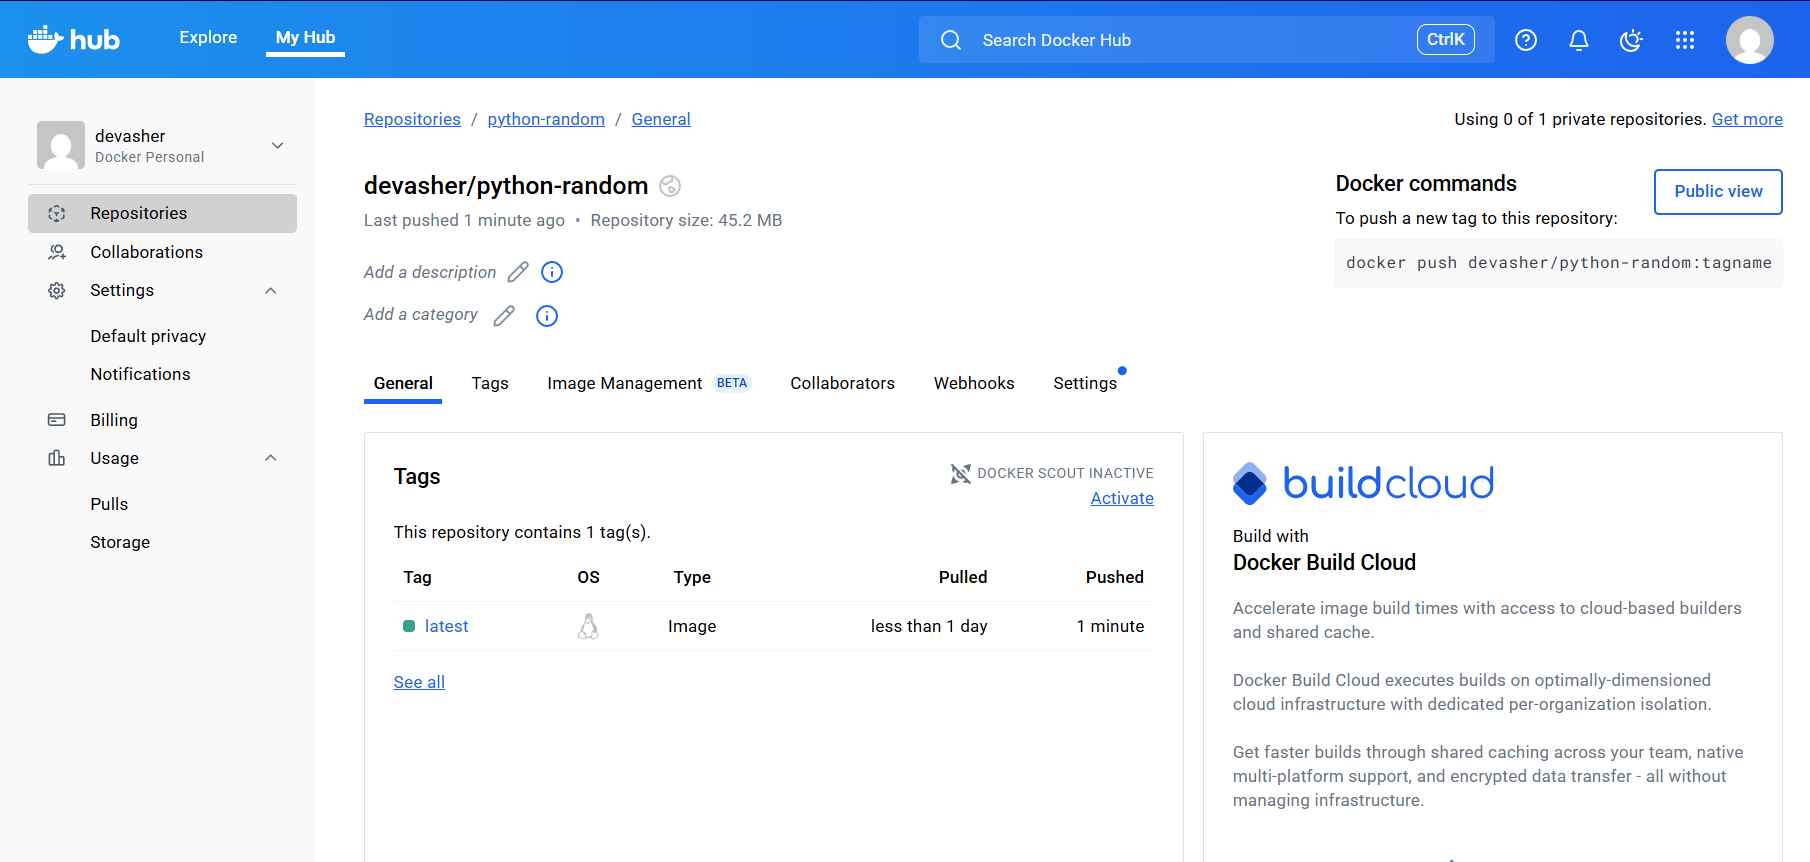 hub
Explore
My Hub
Search Docker Hub
CtrlK
devasher
Docker Personal
Repositories
Collaborations
Settings
Default privacy
Notifications
Billing
Usage
Pulls
Storage
Repositories / python-random / General
Using 0 of 1 private repositories. Get more
devasher/python-random
Last pushed 1 minute ago • Repository size: 45.2 MB
Add a description
Add a category
Docker commands
Public view
To push a new tag to this repository:
docker push devasher/python-random:tagname
General Tags Image Management BETA Collaborators Webhooks Settings
Tags
DOCKER SCOUT INACTIVE
Activate
This repository contains 1 tag(s).
Tag OS Type Pulled Pushed
latest Image less than 1 day 1 minute
See all
buildcloud
Build with
Docker Build Cloud
Accelerate image build times with access to cloud-based builders
and shared cache.
Docker Build Cloud executes builds on optimally-dimensioned
cloud infrastructure with dedicated per-organization isolation.
Get faster builds through shared caching across your team, native
multi-platform support, and encrypted data transfer - all without
managing infrastructure.